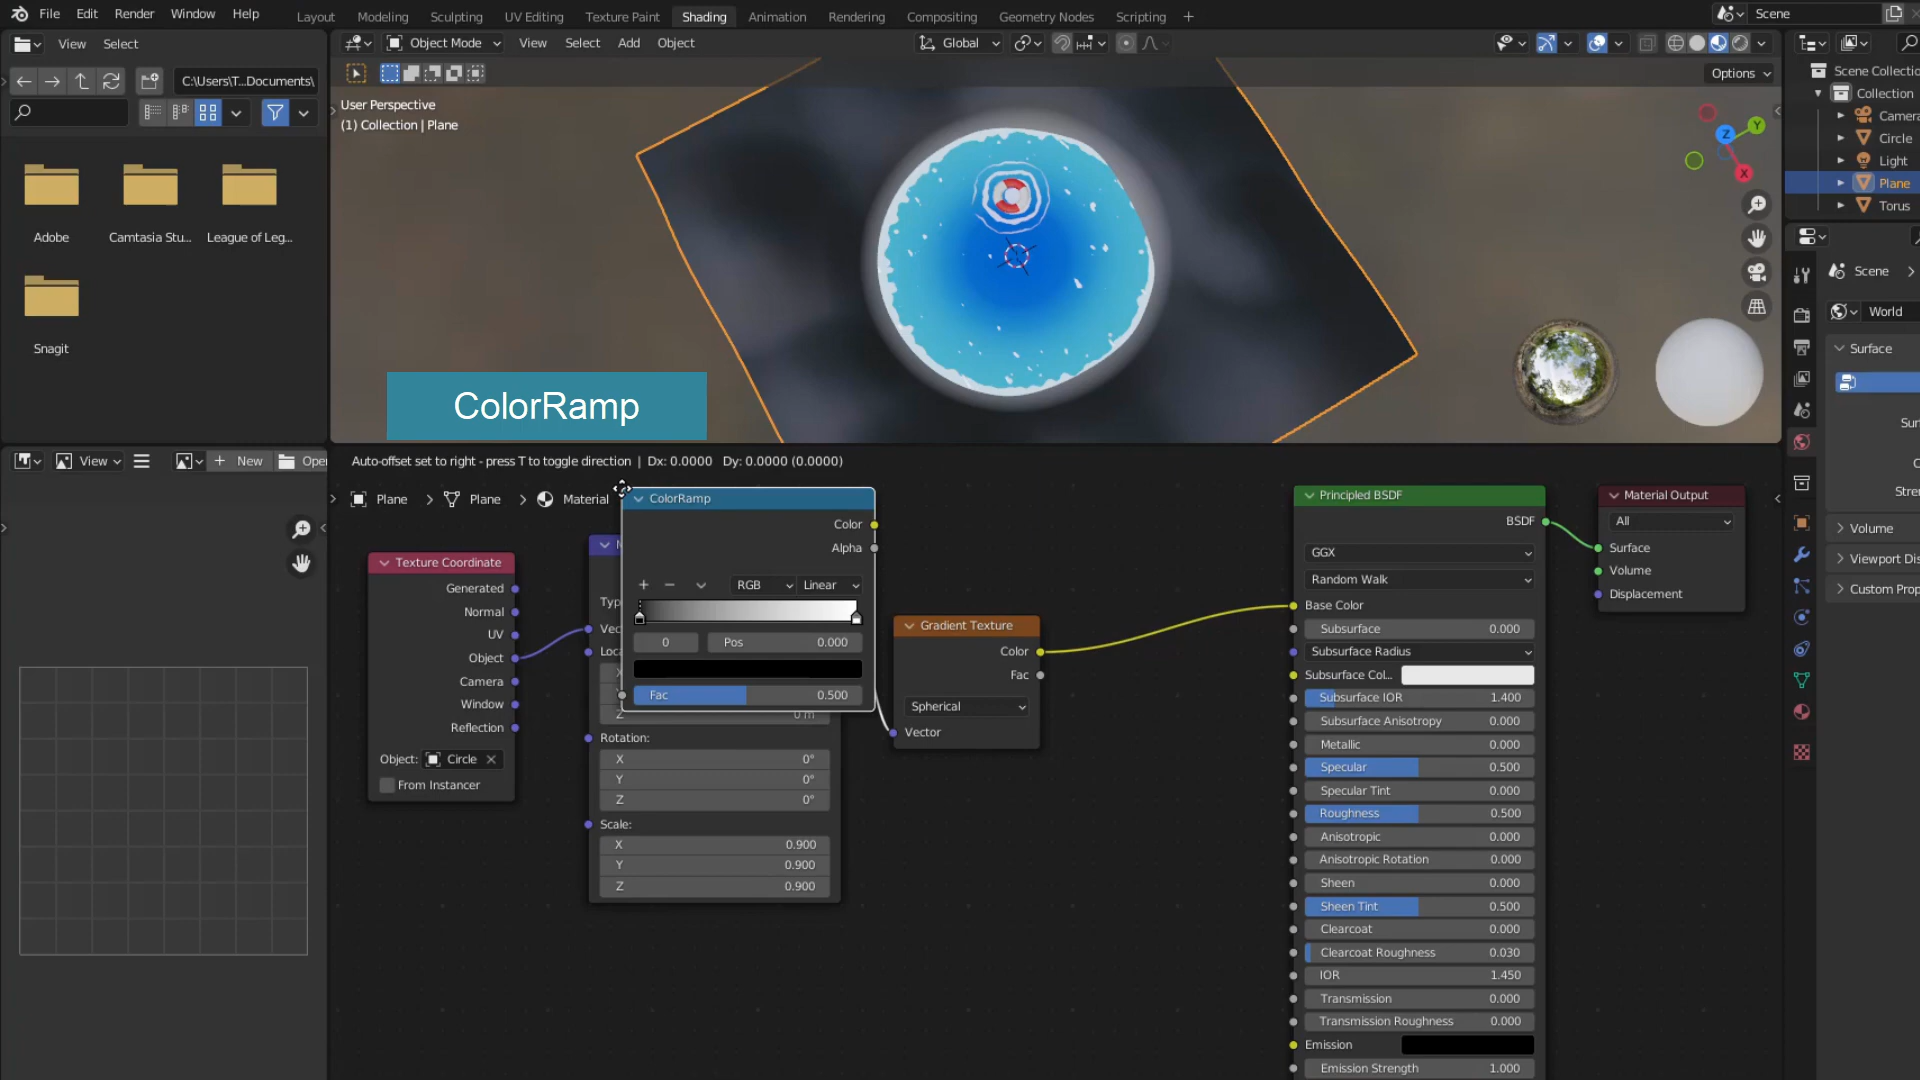 File Edit Render Window Help
Layout Modeling Sculpting UV Editing Texture Paint Shading Animation Rendering Compositing Geometry Nodes Scripting +
Scene
View Select
Object Mode View Select Add Object
Global
C:\Users\T...Documents\
Options
User Perspective
(1) Collection | Plane
Scene Collectio
Collection
Camera
Circle
Light
Plane
Torus
Y
Z
X
Adobe
Camtasia Stu...
League of Leg...
Snagit
Scene
World
Surface
Sur
C
Stren
Volume
Viewport Dis
Custom Prop
ColorRamp
View
+ New
Oper
Auto-offset set to right - press T to toggle direction | Dx: 0.0000 Dy: 0.0000 (0.0000)
Plane > Plane > Material
Texture Coordinate
Generated
Normal
UV
Object
Camera
Window
Reflection
Object: Circle
From Instancer
Typ
Vec
Loca
Z 0 m
Rotation:
X 0°
Y 0°
Z 0°
Scale:
X 0.900
Y 0.900
Z 0.900
ColorRamp
Color
Alpha
+ − RGB Linear
0 Pos 0.000
Fac 0.500
Gradient Texture
Color
Fac
Spherical
Vector
Principled BSDF
BSDF
GGX
Random Walk
Base Color
Subsurface 0.000
Subsurface Radius
Subsurface Col...
Subsurface IOR 1.400
Subsurface Anisotropy 0.000
Metallic 0.000
Specular 0.500
Specular Tint 0.000
Roughness 0.500
Anisotropic 0.000
Anisotropic Rotation 0.000
Sheen 0.000
Sheen Tint 0.500
Clearcoat 0.000
Clearcoat Roughness 0.030
IOR 1.450
Transmission 0.000
Transmission Roughness 0.000
Emission
Emission Strength 1.000
Material Output
All
Surface
Volume
Displacement